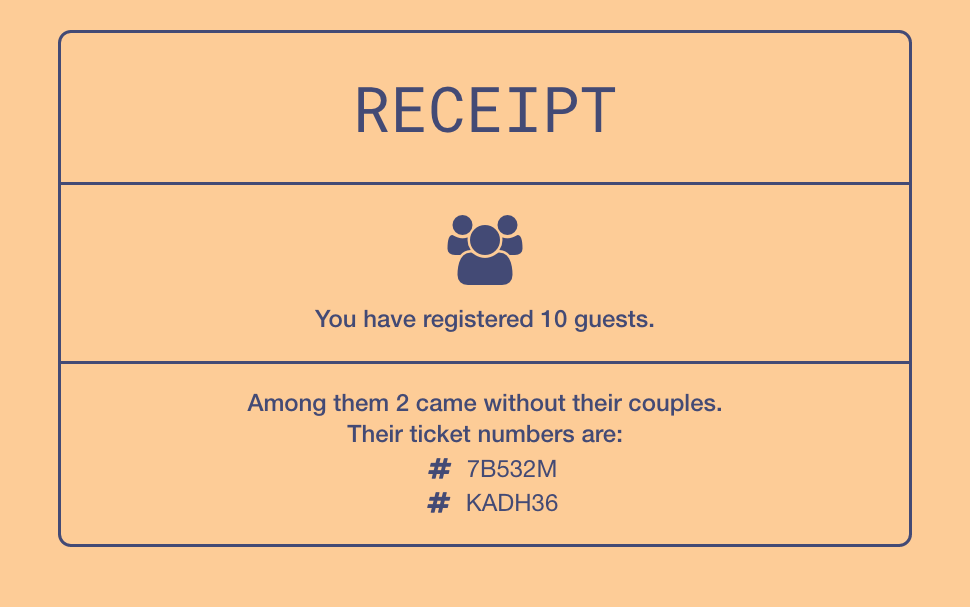 RECEIPT
You have registered 10 guests.
Among them 2 came without their couples.
Their ticket numbers are:
# 7B532M
# KADH36